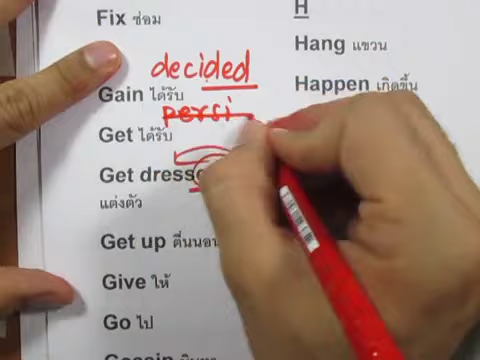 Fix ซ่อม
decided
Gain ได้รับ
persi
Get ได้รับ
Get dress
แต่งตัว
Get up ตื่นนอน
Give ให้
Go ไป
H
Hang แขวน
Happen เกิดขึ้น